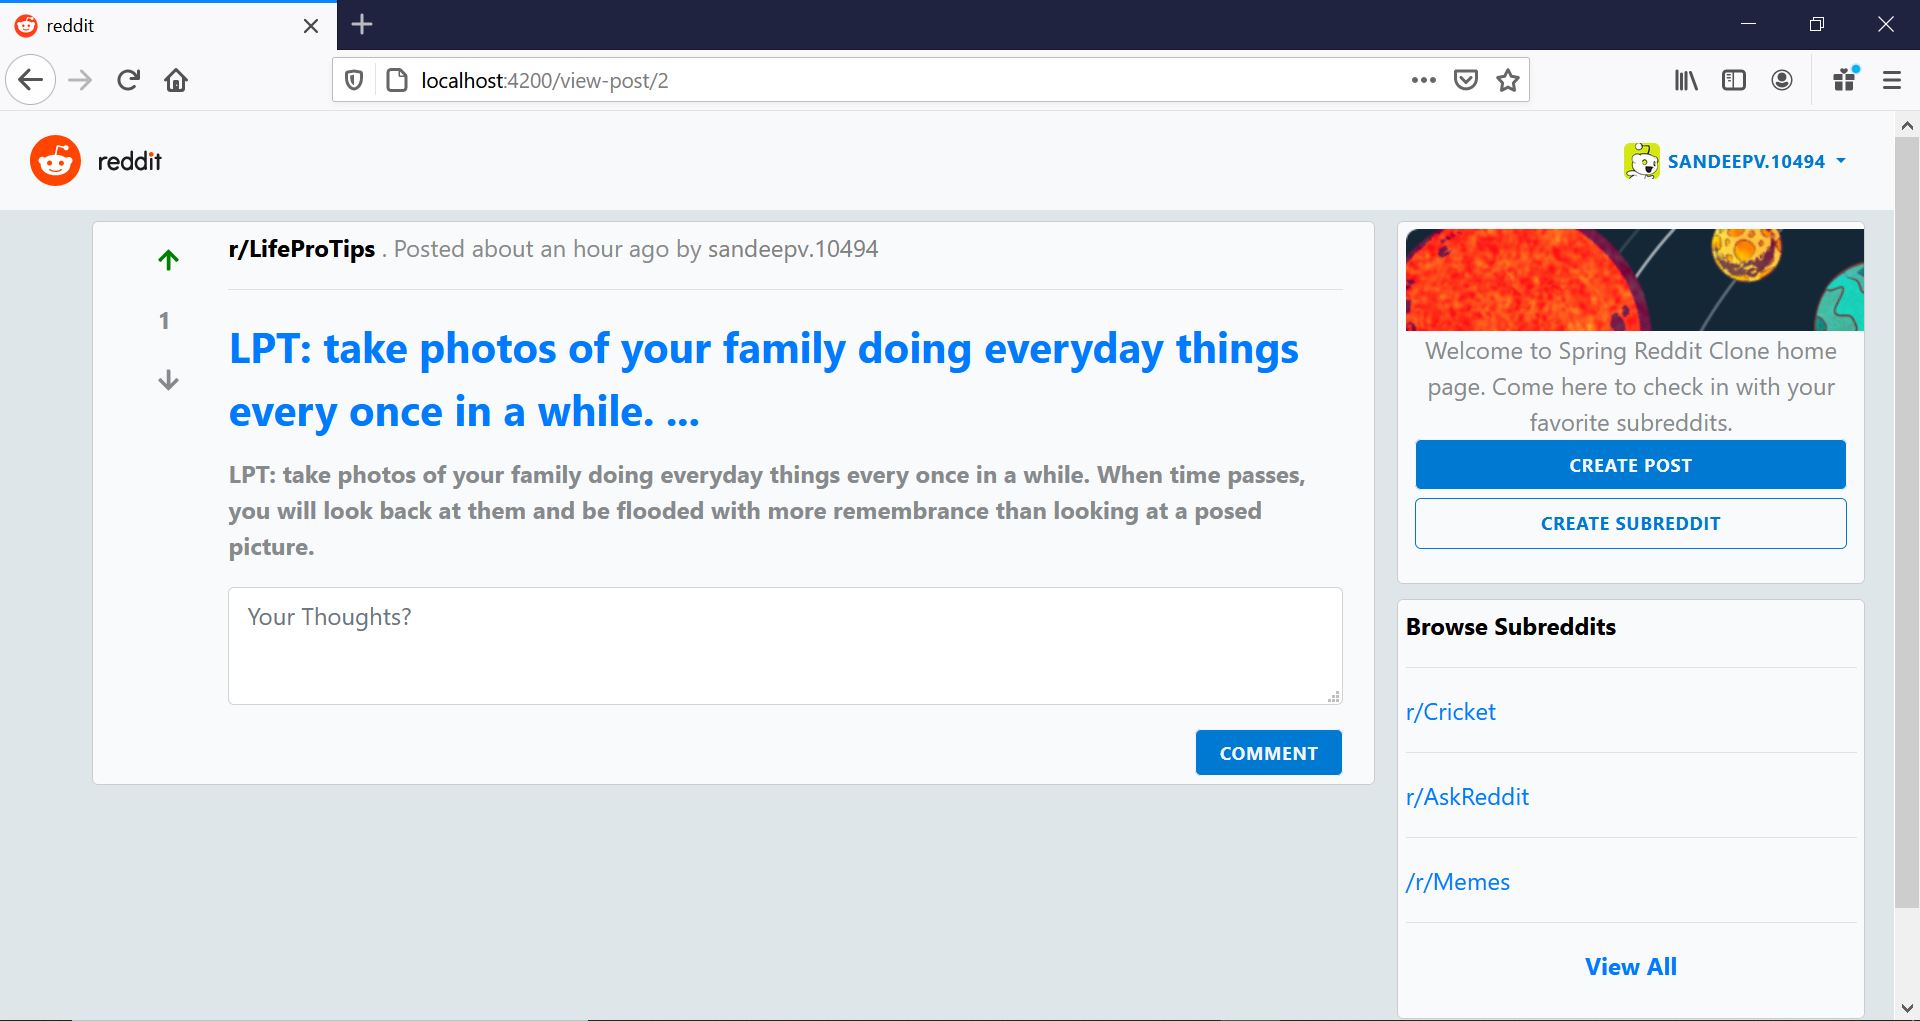 reddit
localhost:4200/view-post/2
reddit
SANDEEPV.10494
r/LifeProTips . Posted about an hour ago by sandeepv.10494
1
LPT: take photos of your family doing everyday things
every once in a while. ...
LPT: take photos of your family doing everyday things every once in a while. When time passes,
you will look back at them and be flooded with more remembrance than looking at a posed
picture.
Your Thoughts?
COMMENT
Welcome to Spring Reddit Clone home
page. Come here to check in with your
favorite subreddits.
CREATE POST
CREATE SUBREDDIT
Browse Subreddits
r/Cricket
r/AskReddit
/r/Memes
View All